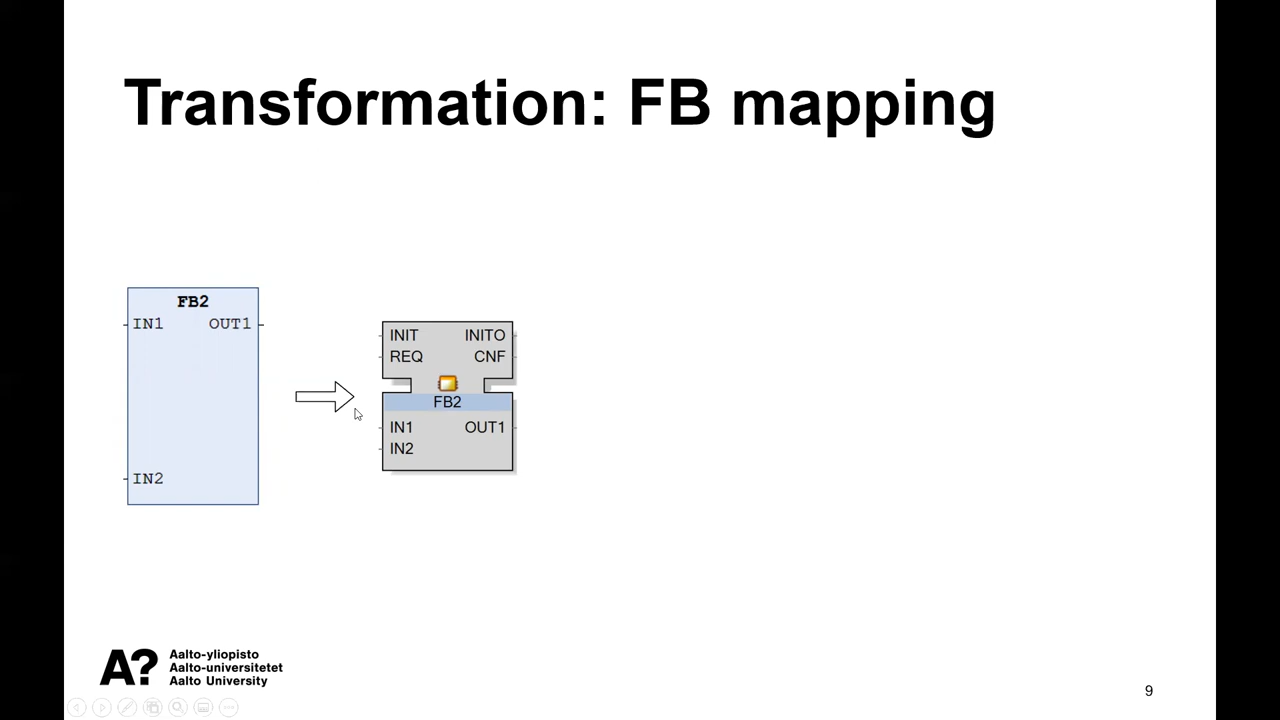 Transformation: FB mapping
FB2
IN1 OUT1
IN2
INIT INITO
REQ CNF
FB2
IN1 OUT1
IN2
A?
Aalto-yliopisto
Aalto-universitetet
Aalto University
9